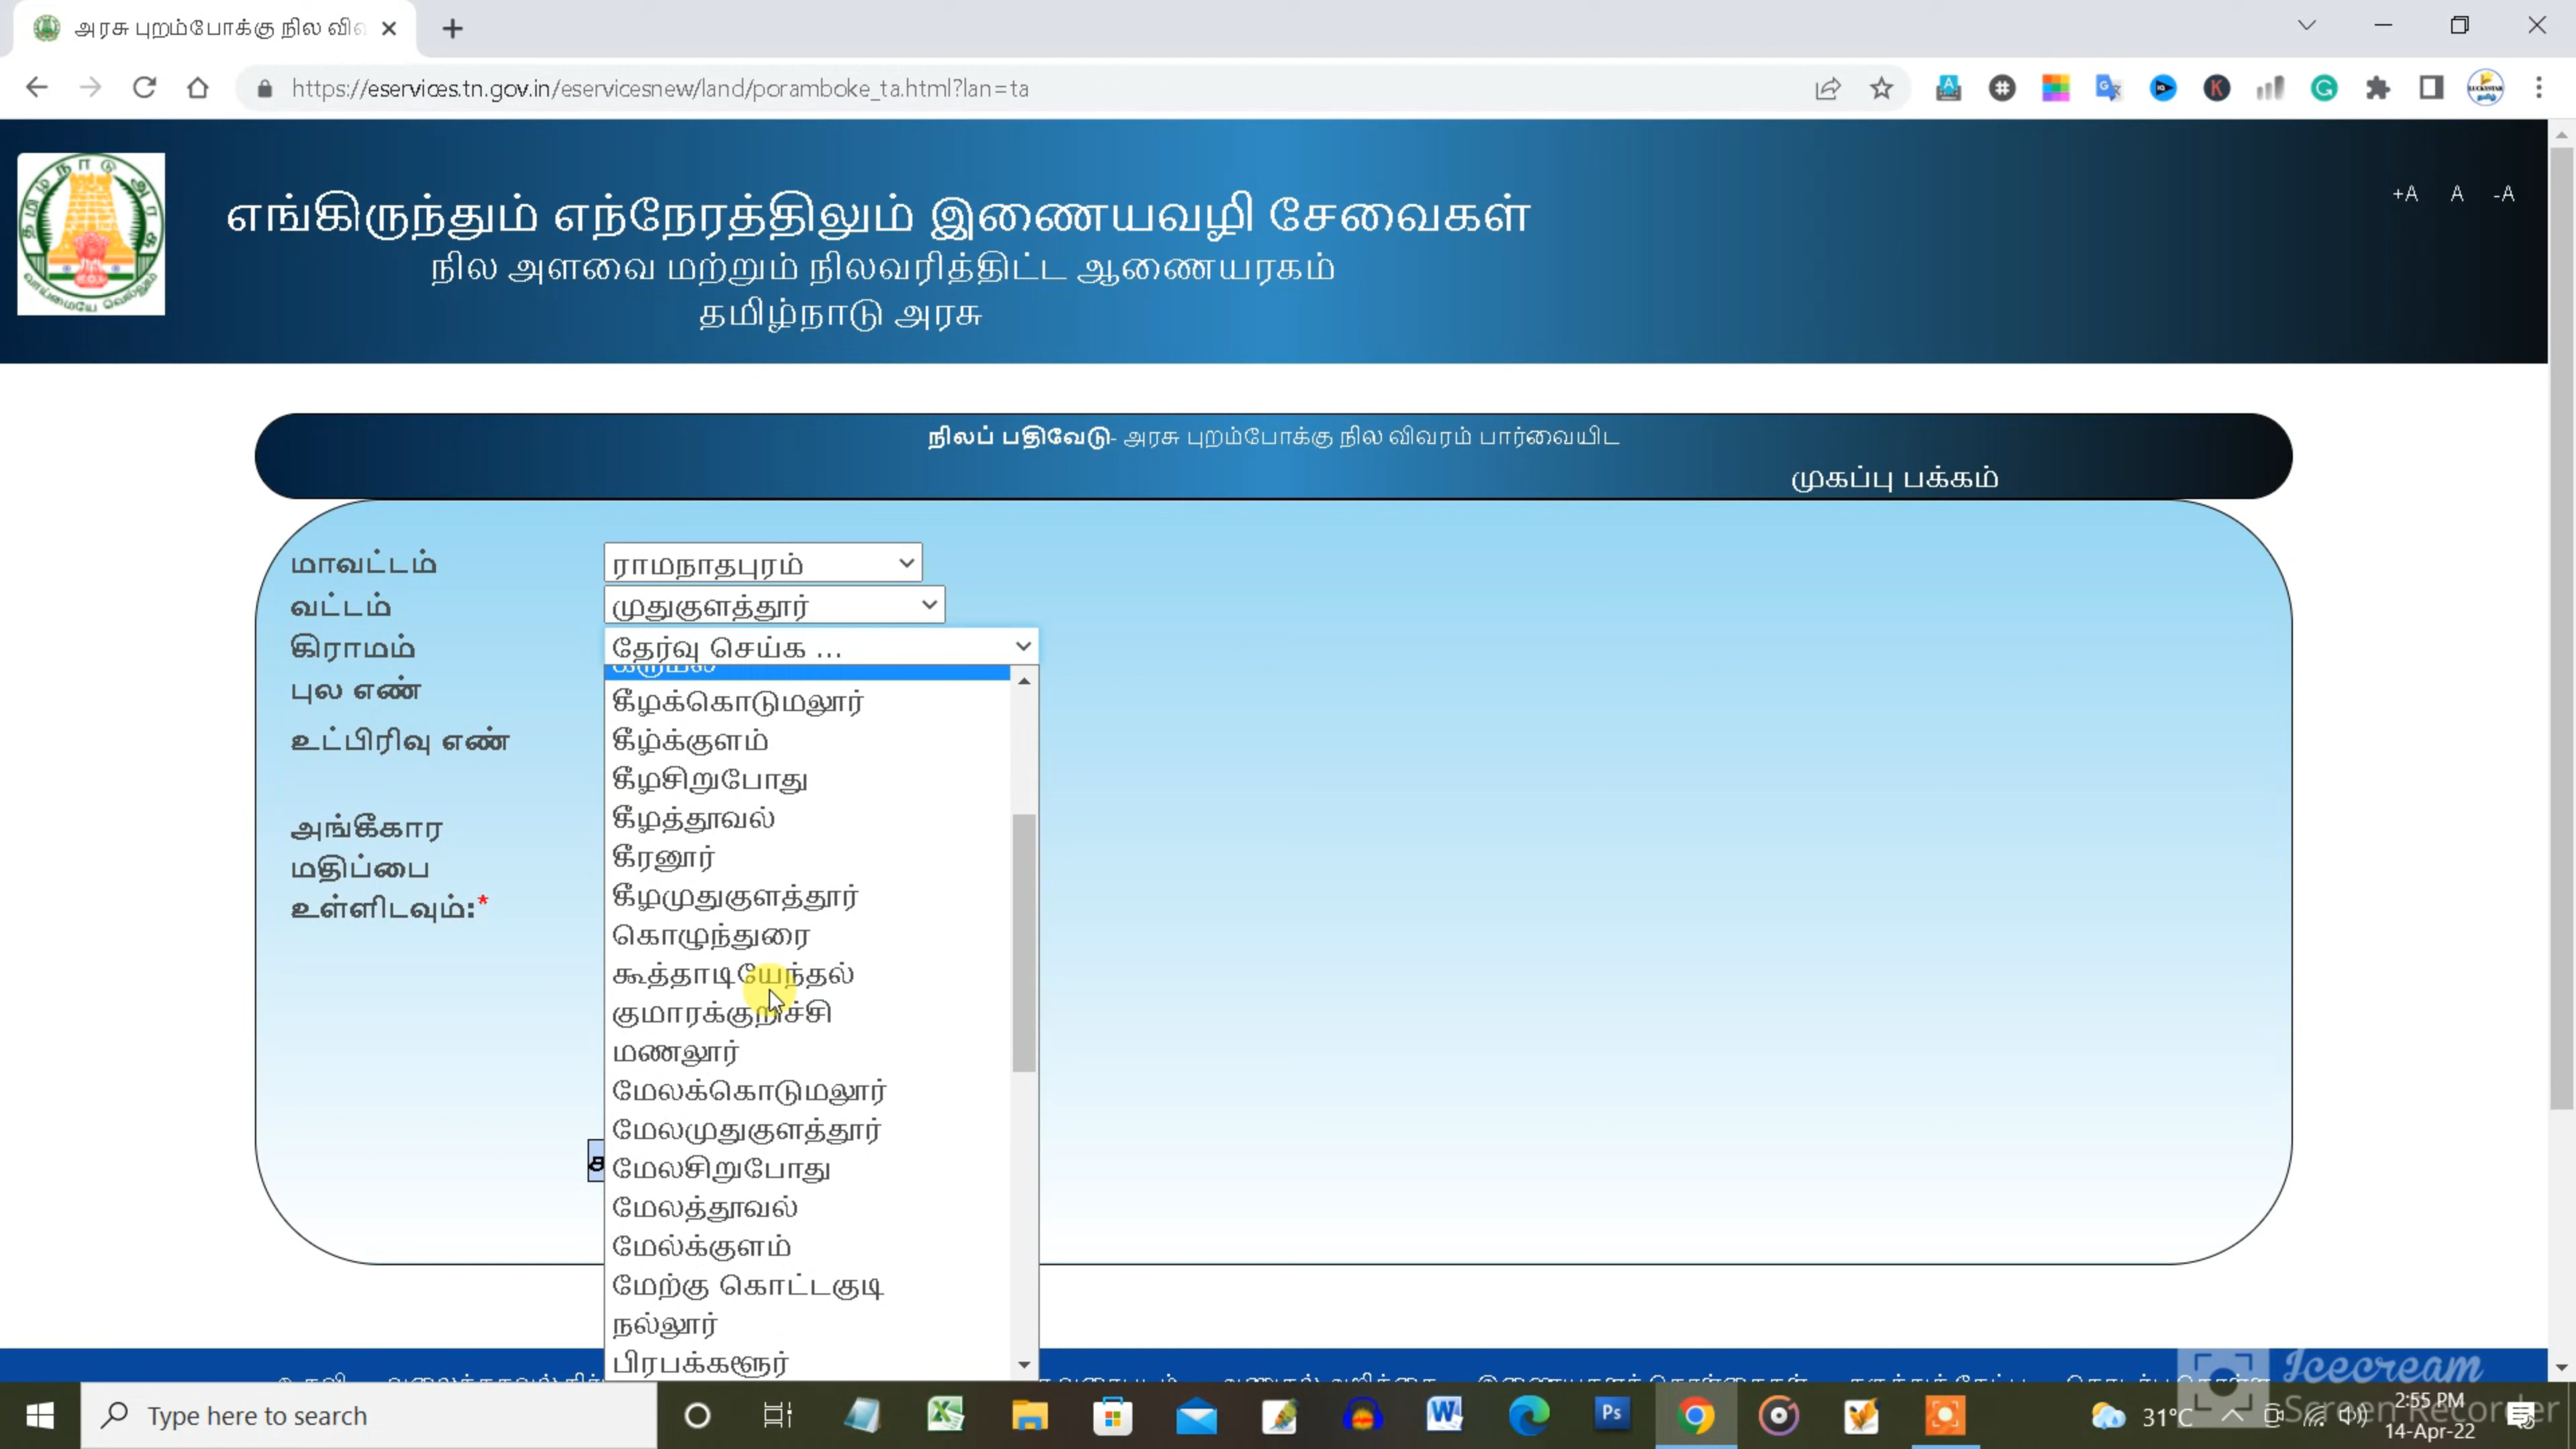 அரசு புறம்போக்கு நில விவ
https://eservices.tn.gov.in/eservicesnew/land/poramboke_ta.html?lan=ta
+A A -A
எங்கிருந்தும் எந்நேரத்திலும் இணையவழி சேவைகள்
நில அளவை மற்றும் நிலவரித்திட்ட ஆணையரகம்
தமிழ்நாடு அரசு
நிலப் பதிவேடு- அரசு புறம்போக்கு நில விவரம் பார்வையிட
முகப்பு பக்கம்
மாவட்டம் ராமநாதபுரம்
வட்டம் முதுகுளத்தூர்
கிராமம் தேர்வு செய்க ...
புல எண்
உட்பிரிவு எண்
அங்கீகார
மதிப்பை
உள்ளிடவும்:*
கீழக்கொடுமலூர்
கீழ்க்குளம்
கீழசிறுபோது
கீழத்தூவல்
கீரனூர்
கீழமுதுகுளத்தூர்
கொழுந்துரை
கூத்தாடியேந்தல்
குமாரக்குறிச்சி
மணலூர்
மேலக்கொடுமலூர்
மேலமுதுகுளத்தூர்
மேலசிறுபோது
மேலத்தூவல்
மேல்க்குளம்
மேற்கு கொட்டகுடி
நல்லூர்
பிரபக்களூர்
Icecream
Screen Recorder
Type here to search
31°C
2:55 PM
14-Apr-22